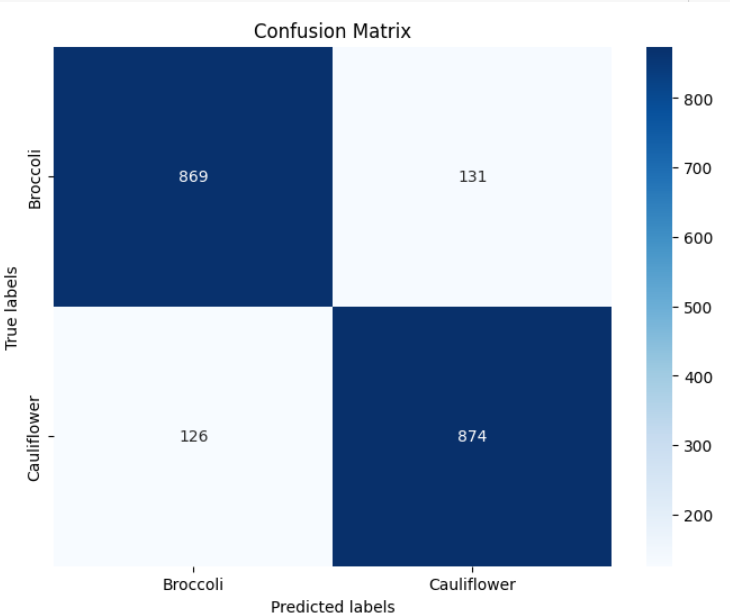 Confusion Matrix
Broccoli
869
131
Cauliflower
126
874
True labels
Broccoli
Cauliflower
Predicted labels
800
700
600
500
400
300
200